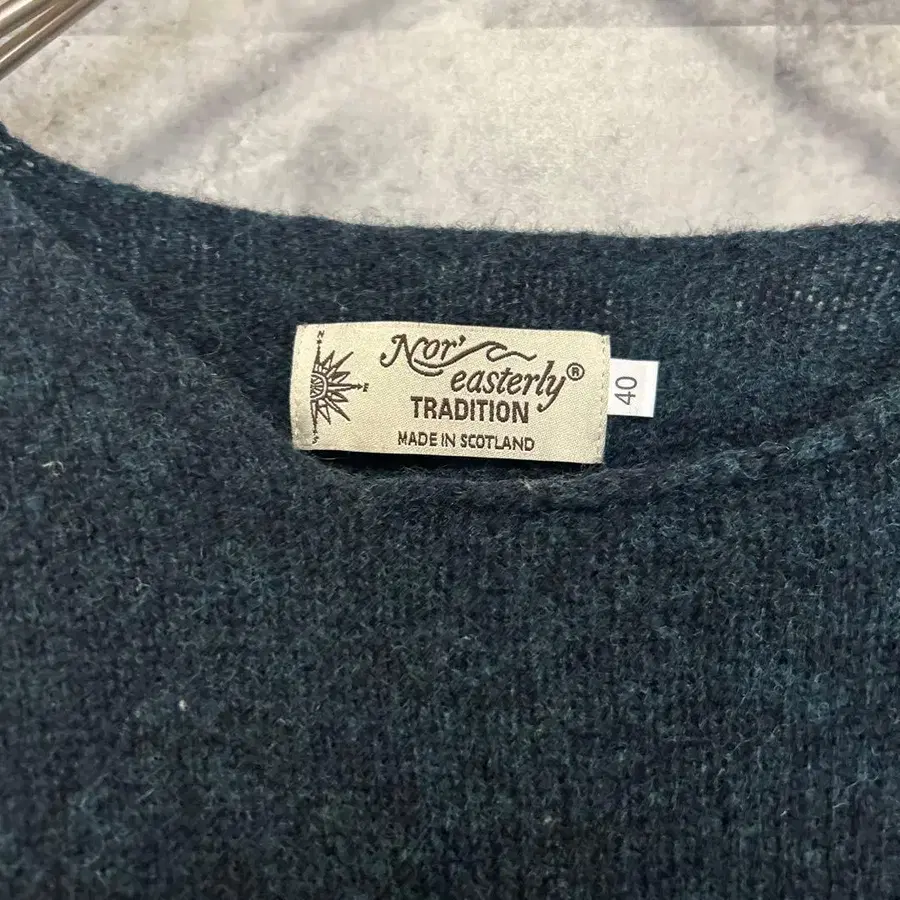 N
E
Nor'
easterly®
TRADITION
MADE IN SCOTLAND
40